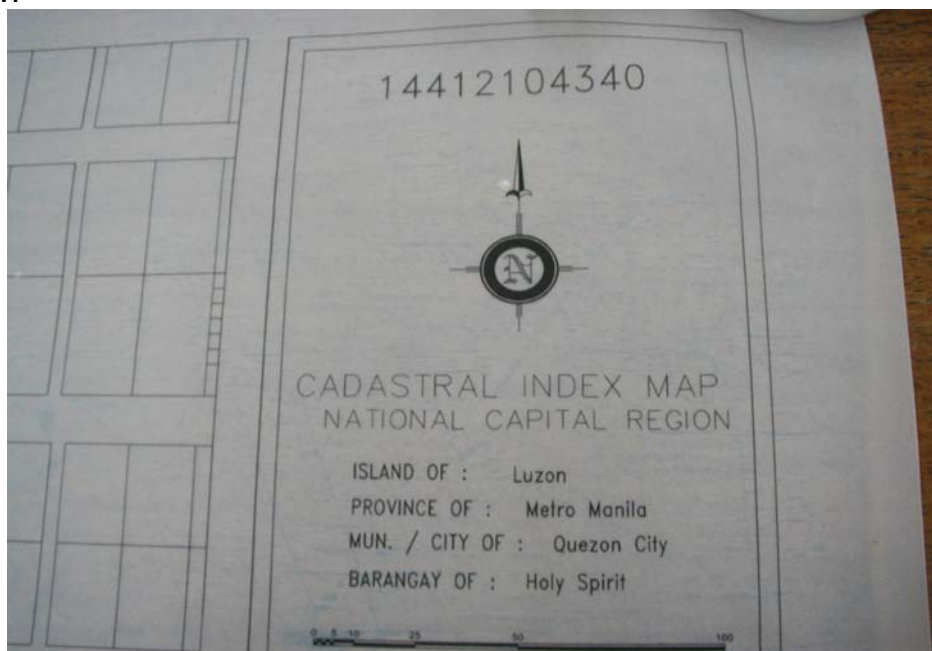 14412104340
N
CADASTRAL INDEX MAP
NATIONAL CAPITAL REGION
ISLAND OF : Luzon
PROVINCE OF : Metro Manila
MUN. / CITY OF : Quezon City
BARANGAY OF : Holy Spirit
0 5 10 25 50 100